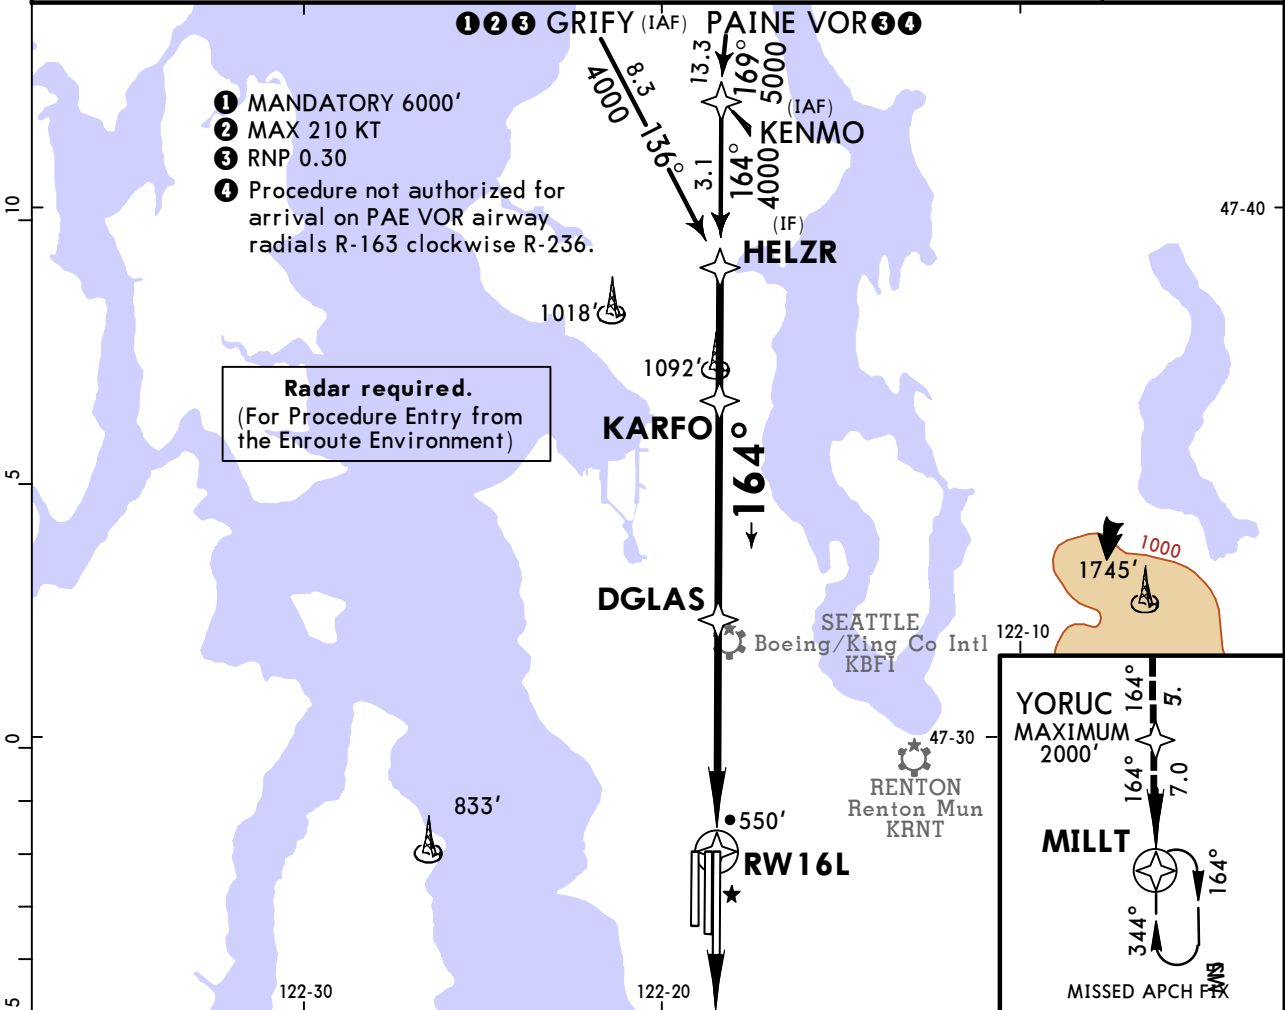 ❶❷❸ GRIFY (IAF) PAINE VOR❸❹
❶ MANDATORY 6000'
❷ MAX 210 KT
❸ RNP 0.30
❹ Procedure not authorized for
arrival on PAE VOR airway
radials R-163 clockwise R-236.
8.3
4000
136°
13.3
169°
5000
(IAF)
KENMO
3.1
164°
4000
(IF)
HELZR
10
47-40
1018'
1092'
Radar required.
(For Procedure Entry from
the Enroute Environment)
KARFO
164°
5
DGLAS
SEATTLE
Boeing/King Co Intl
KBFI
1000
1745'
122-10
0
47-30
RENTON
Renton Mun
KRNT
833'
550'
RW16L
164°
5.
YORUC
MAXIMUM
2000'
164°
7.0
MILLT
164°
344°
MISSED APCH FIX
5
122-30
122-20